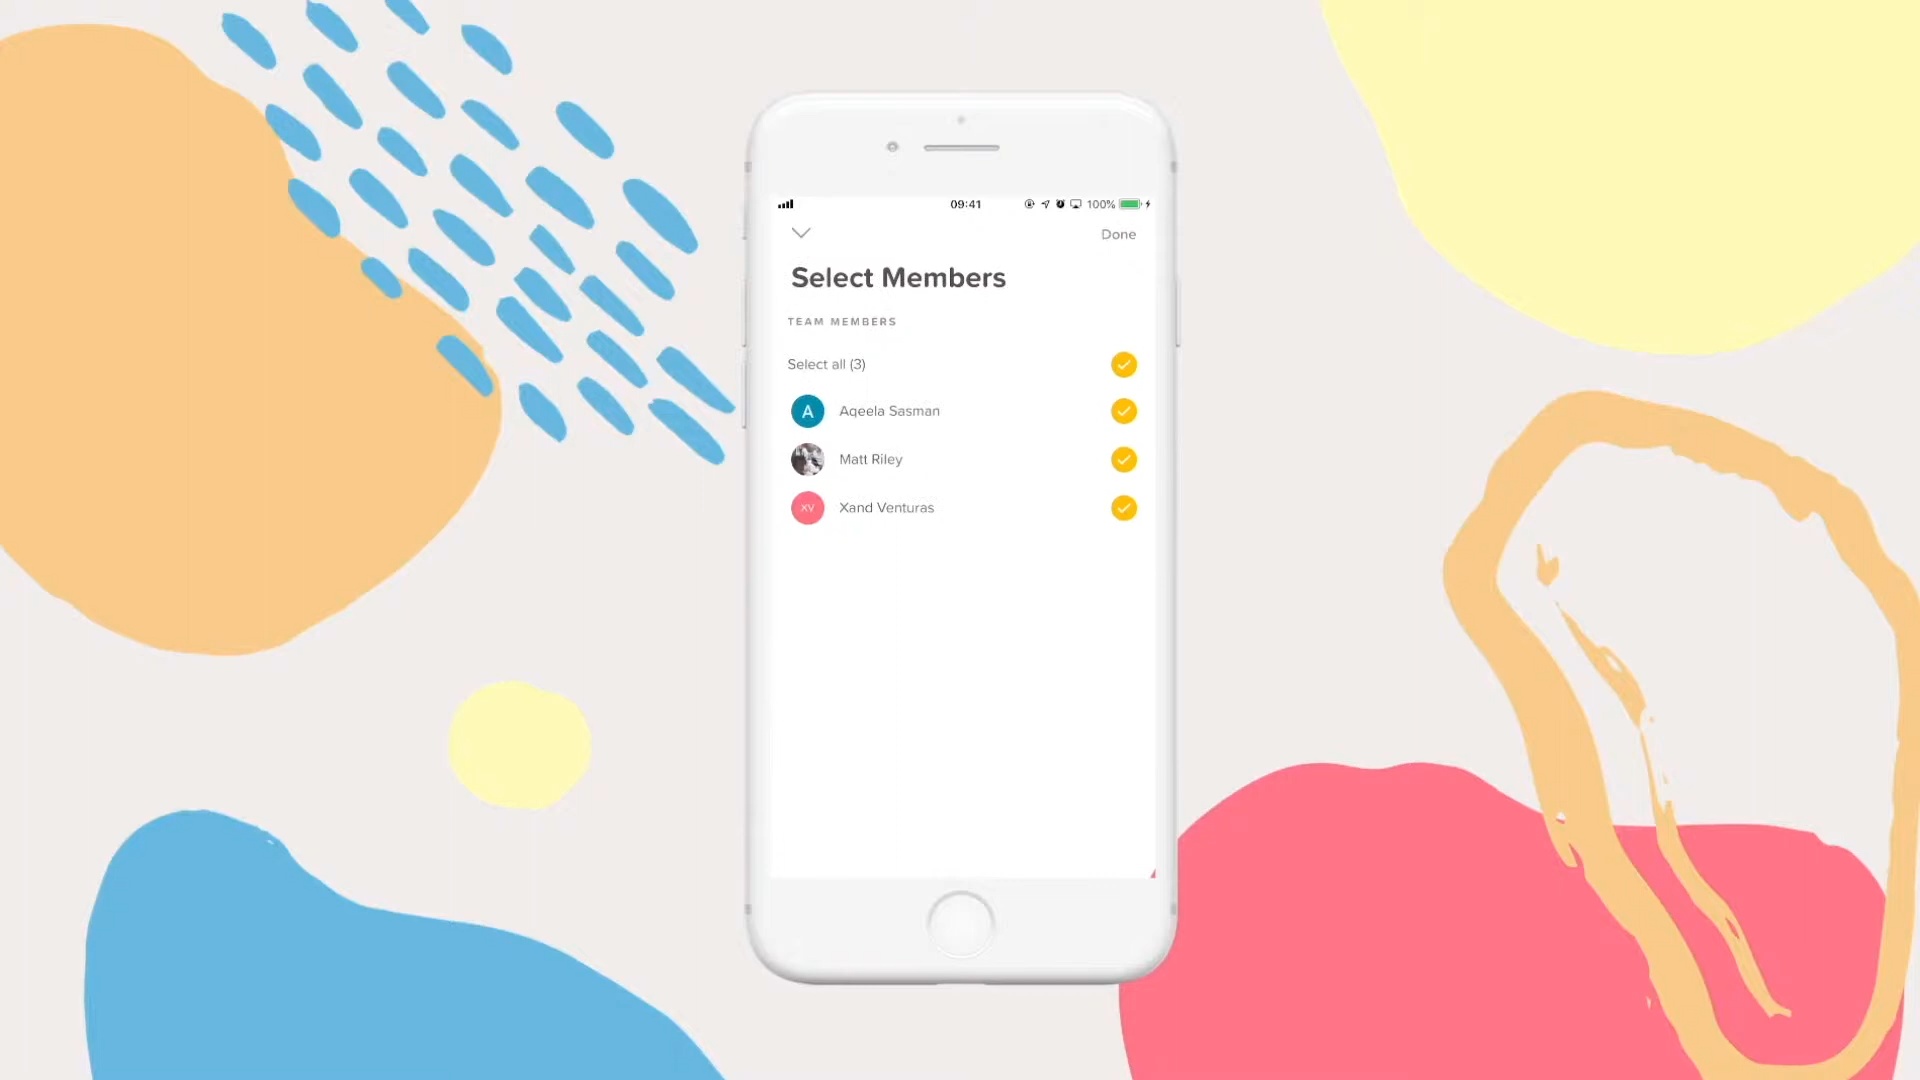 09:41
100%
Done
Select Members
TEAM MEMBERS
Select all (3)
A Aqeela Sasman
Matt Riley
XV Xand Venturas